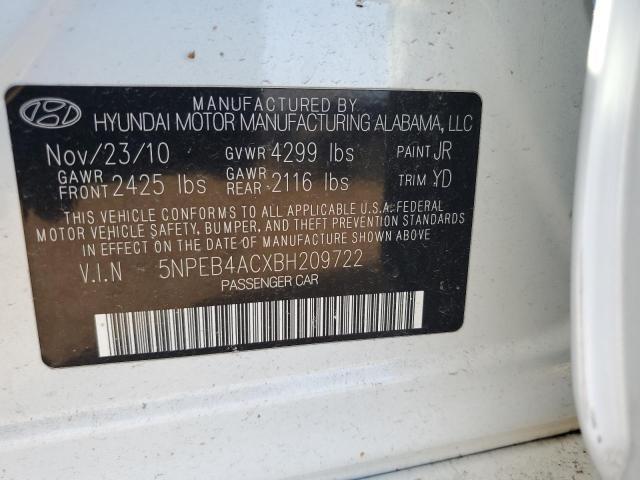 MANUFACTURED BY
HYUNDAI MOTOR MANUFACTURING ALABAMA, LLC
Nov/23/10 GVWR 4299 lbs PAINT JR
GAWR FRONT 2425 lbs GAWR REAR 2116 lbs TRIM YD
THIS VEHICLE CONFORMS TO ALL APPLICABLE U.S.A. FEDERAL
MOTOR VEHICLE SAFETY, BUMPER, AND THEFT PREVENTION STANDARDS
IN EFFECT ON THE DATE OF MANUFACTURE SHOWN ABOVE.
V.I.N 5NPEB4ACXBH209722
PASSENGER CAR